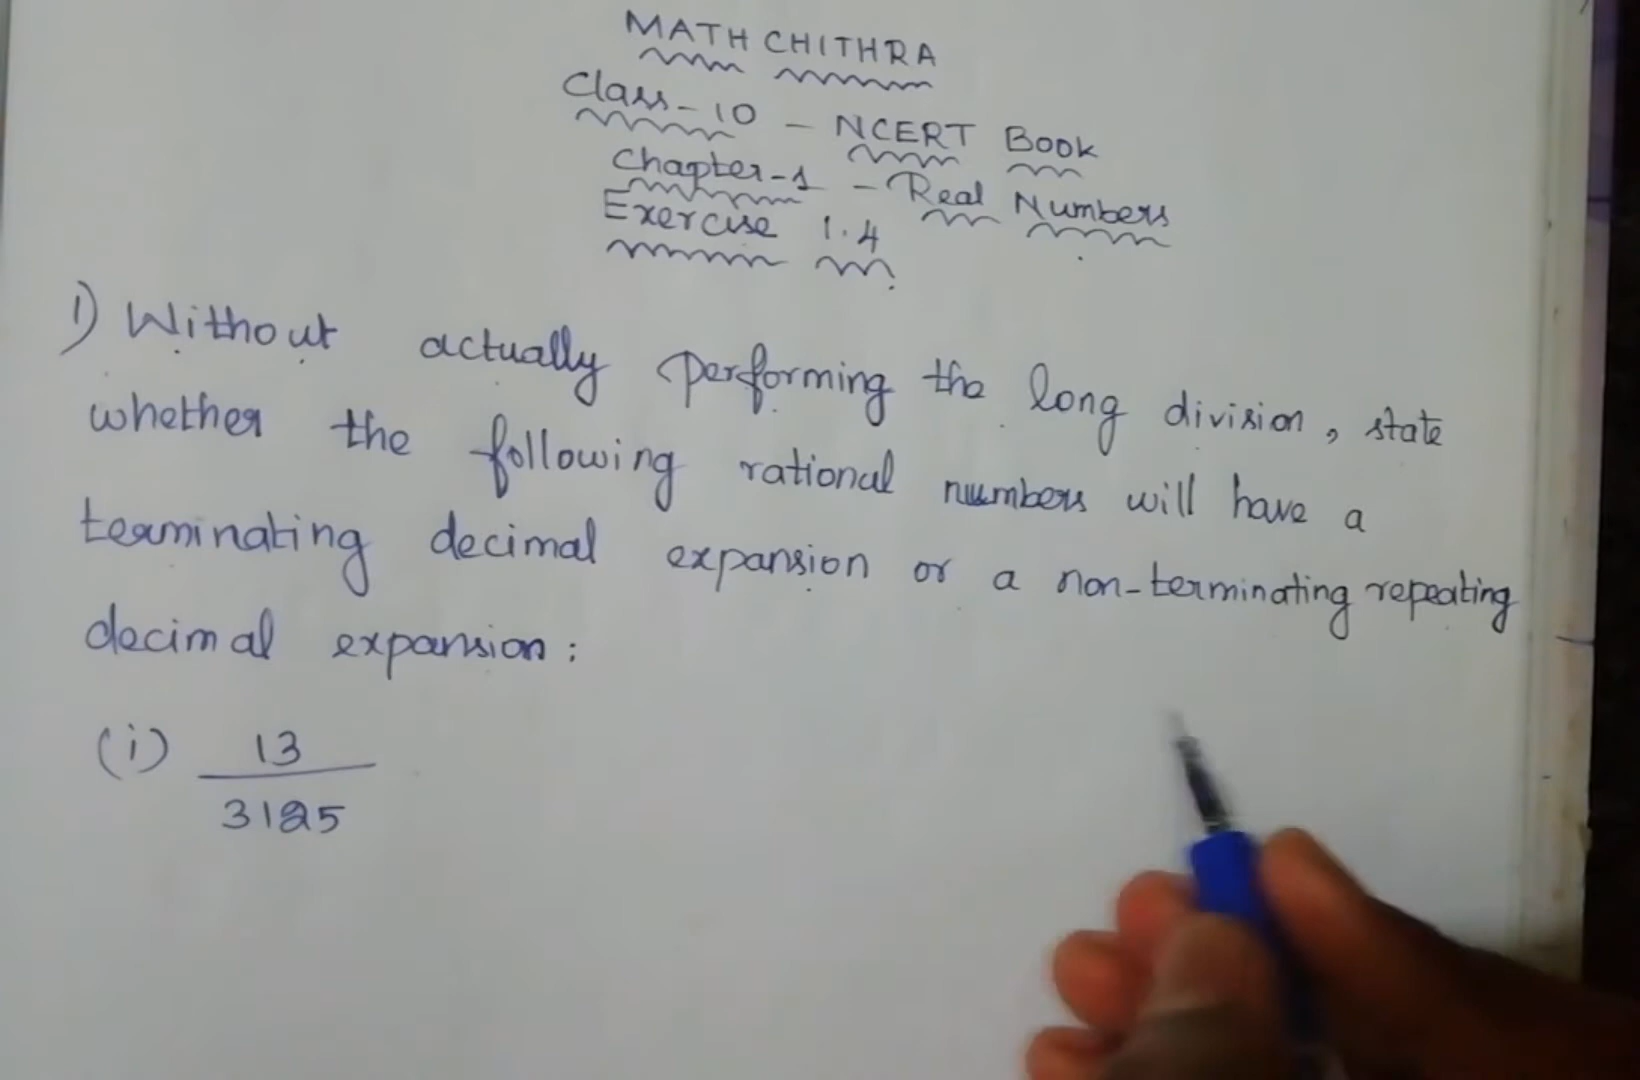 MATH CHITHRA
Class - 10 - NCERT Book
Chapter - 1 - Real Numbers
Exercise 1.4
1) Without actually performing the long division, state
whether the following rational numbers will have a
terminating decimal expansion or a non-terminating repeating
decimal expansion:
(i) 13
3125